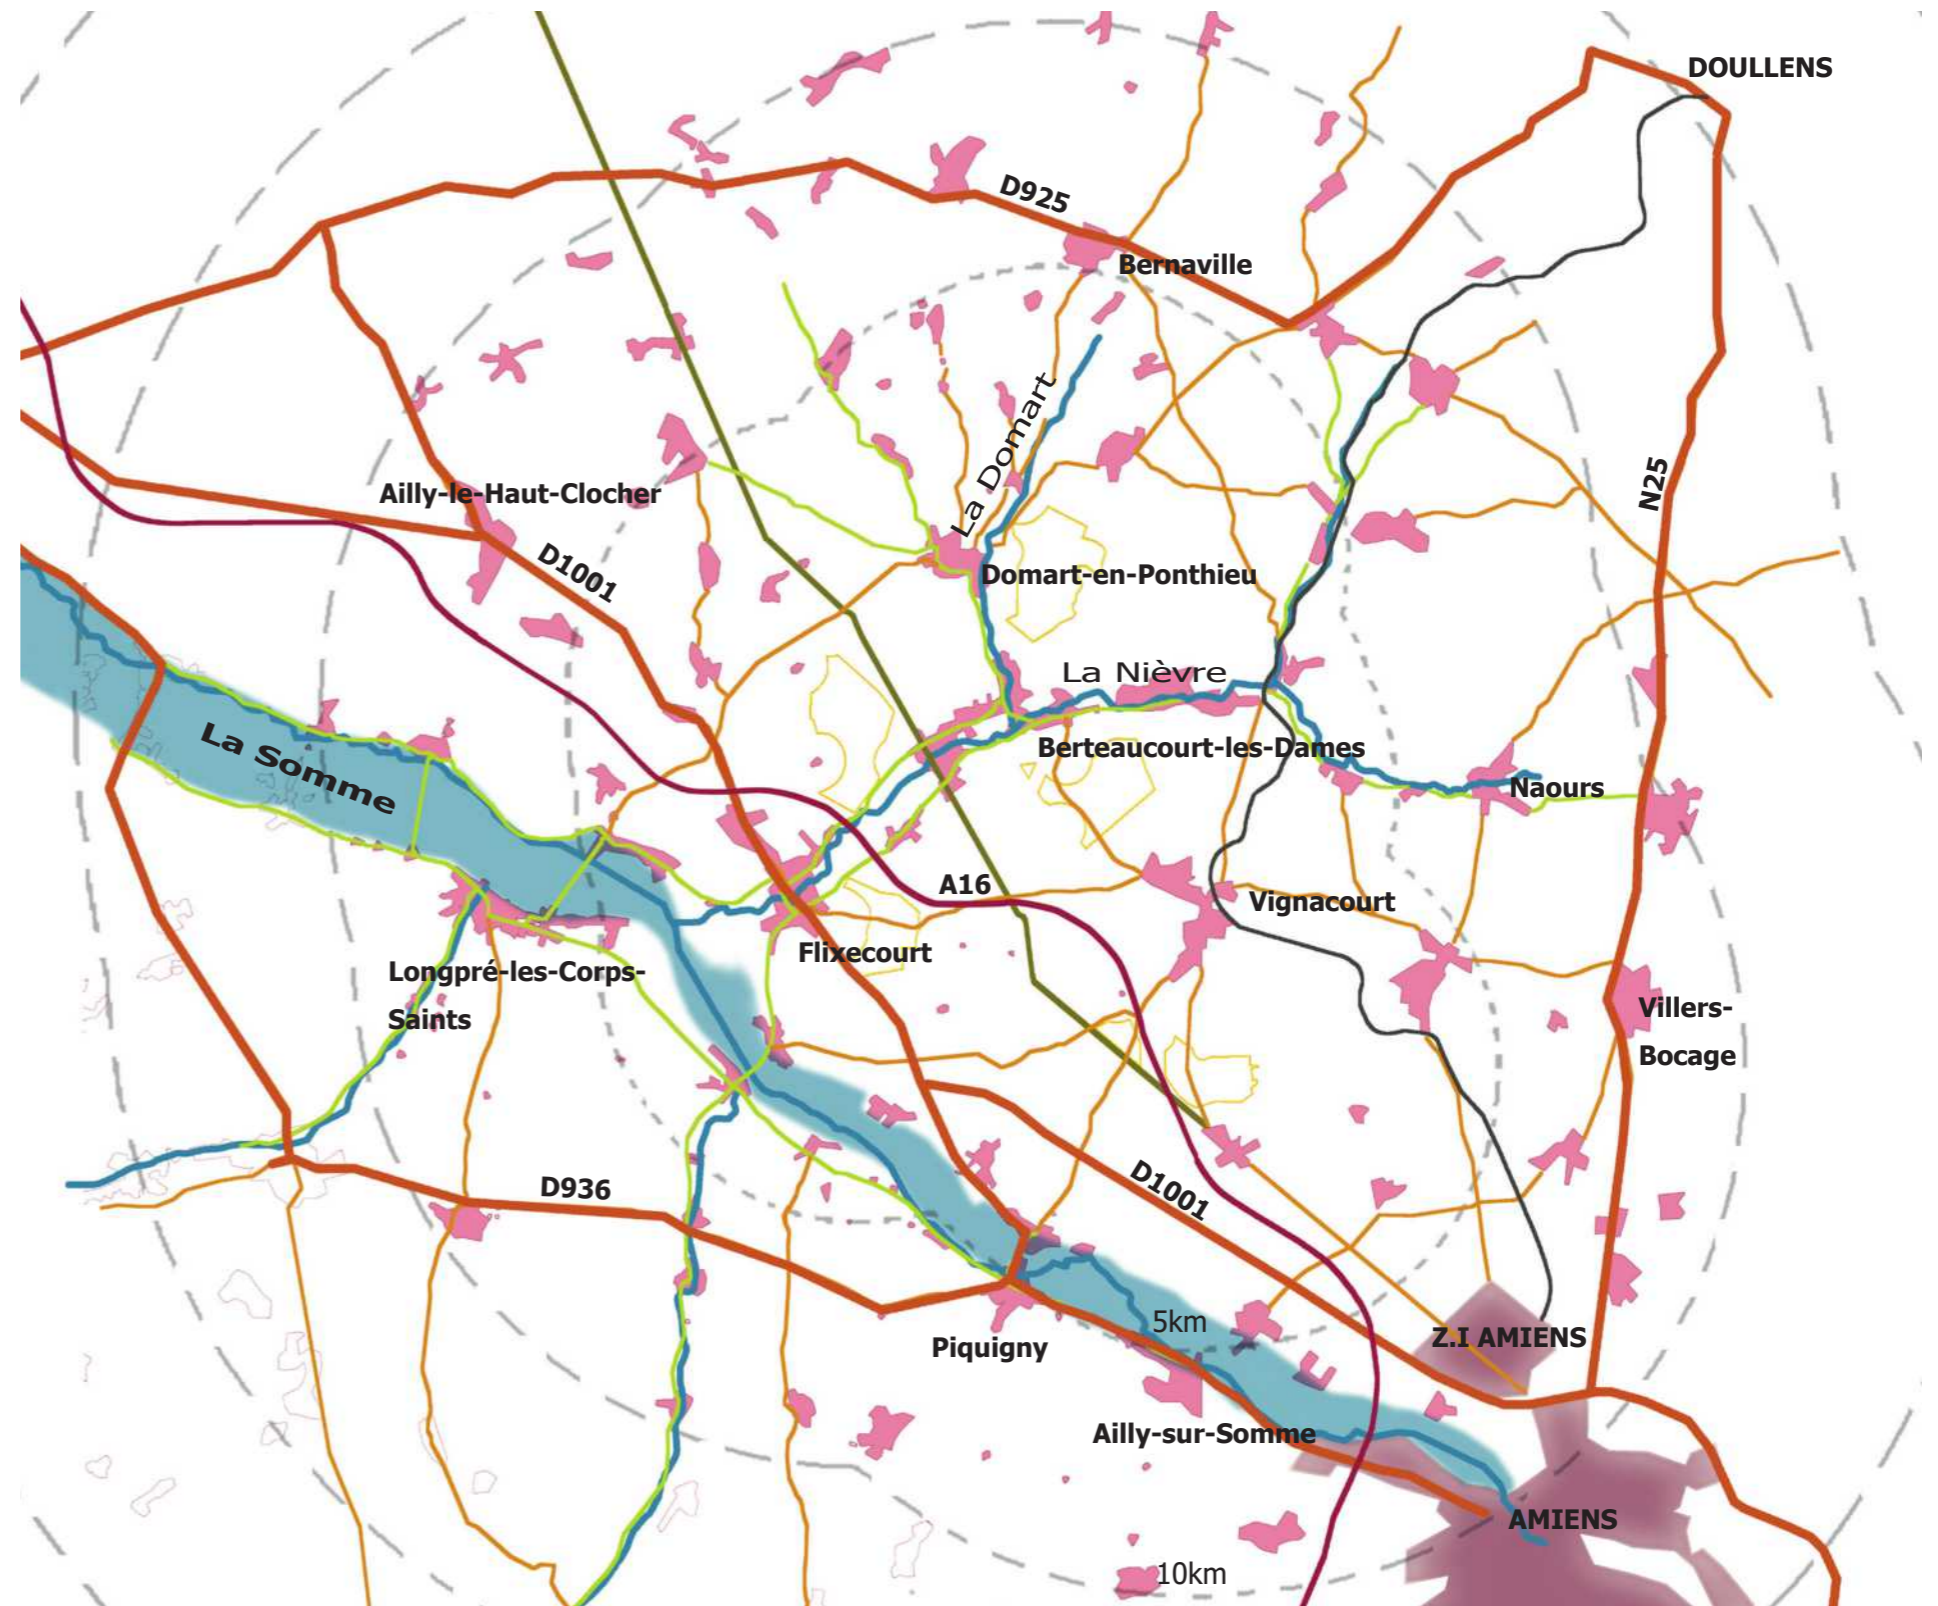 DOULLENS
D925
Bernaville
La Domart
N25
Ailly-le-Haut-Clocher
D1001
Domart-en-Ponthieu
La Nièvre
La Somme
Berteaucourt-les-Dames
Naours
A16
Vignacourt
Flixecourt
Longpré-les-Corps-
Saints
Villers-
Bocage
D936
D1001
5km
Z.I AMIENS
Piquigny
Ailly-sur-Somme
AMIENS
10km